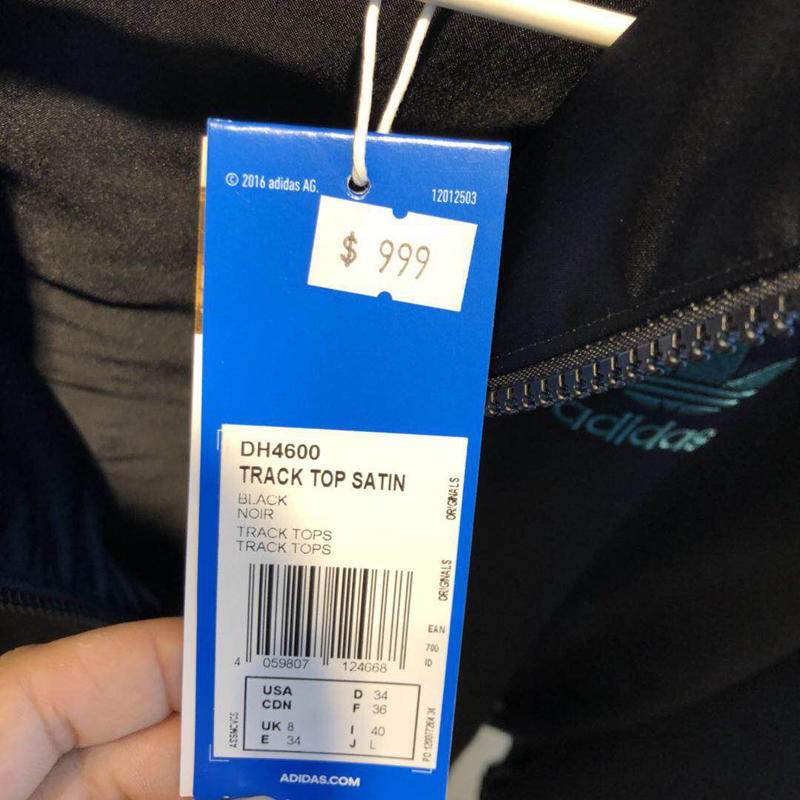 © 2016 adidas AG.
12012503
$ 999
DH4600
TRACK TOP SATIN
BLACK
NOIR
TRACK TOPS
TRACK TOPS
ORIGINALS
ORIGINALS
EAN
700
ID
4 059807 124668
USA D 34
CDN F 36
UK 8 I 40
E 34 J L
ADIDAS.COM
adidas